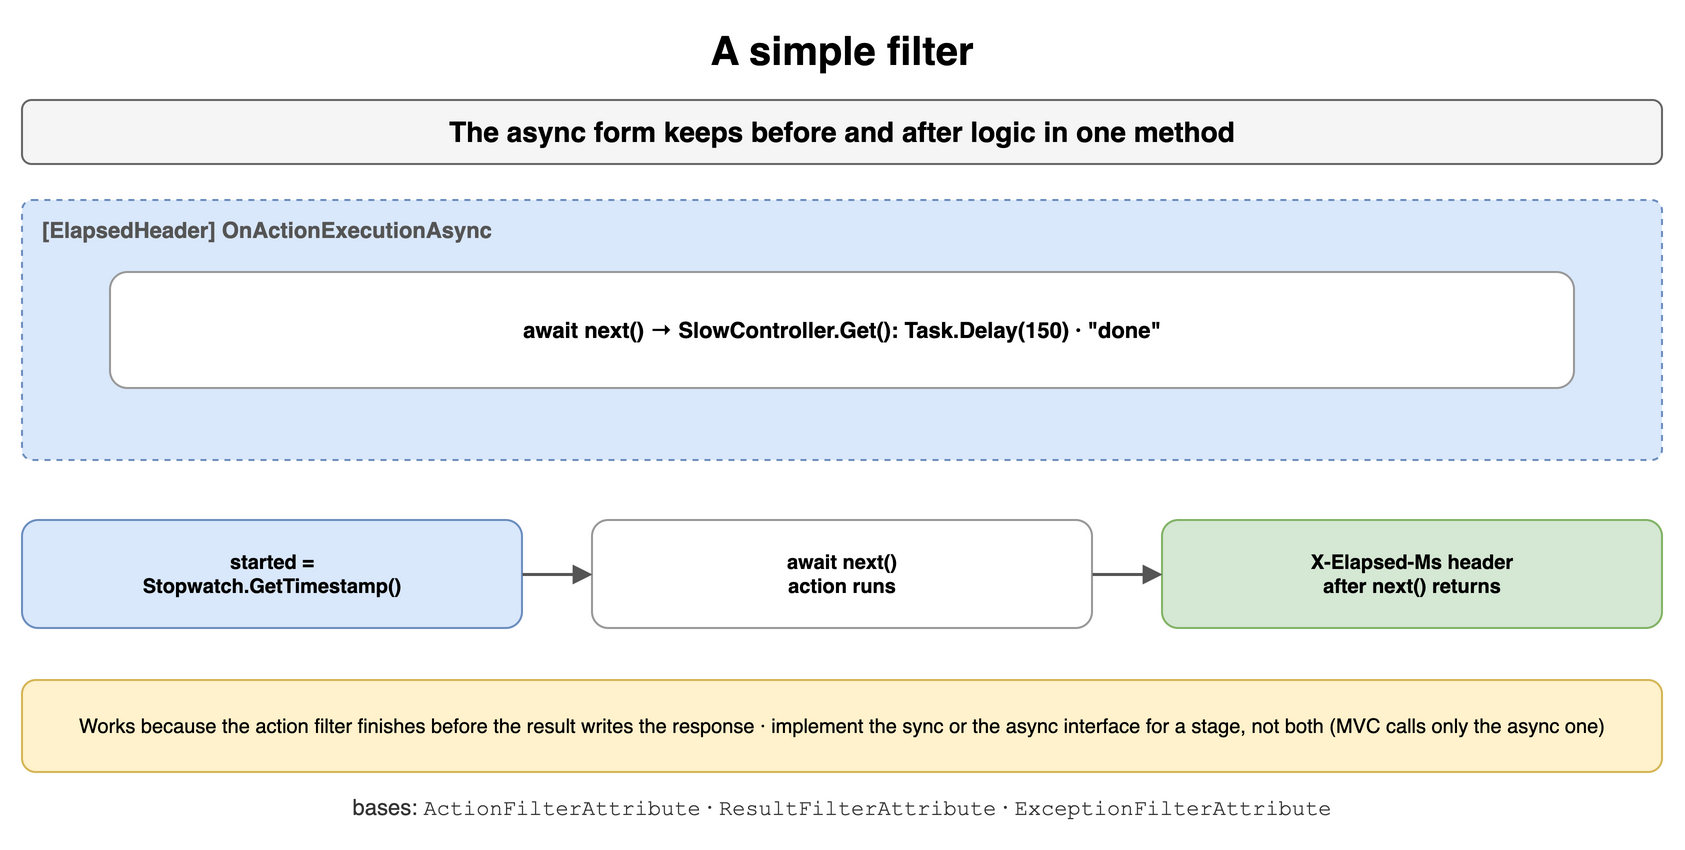 A simple filter
The async form keeps before and after logic in one method
[ElapsedHeader] OnActionExecutionAsync
await next() → SlowController.Get(): Task.Delay(150) · "done"
started =
Stopwatch.GetTimestamp()
await next()
action runs
X-Elapsed-Ms header
after next() returns
Works because the action filter finishes before the result writes the response · implement the sync or the async interface for a stage, not both (MVC calls only the async one)
bases: ActionFilterAttribute · ResultFilterAttribute · ExceptionFilterAttribute